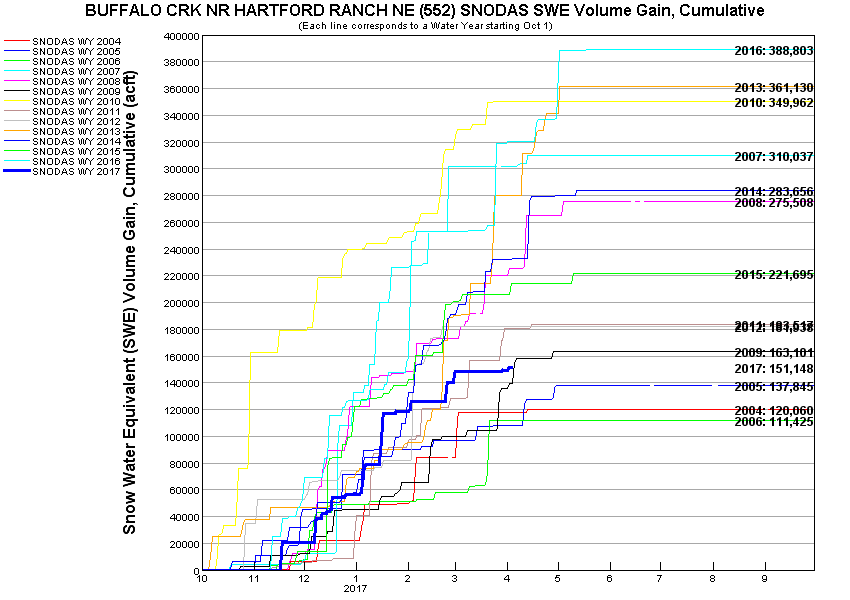 BUFFALO CRK NR HARTFORD RANCH NE (552) SNODAS SWE Volume Gain, Cumulative
(Each line corresponds to a Water Year starting Oct 1)
SNODAS WY 2004
SNODAS WY 2005
SNODAS WY 2006
SNODAS WY 2007
SNODAS WY 2008
SNODAS WY 2009
SNODAS WY 2010
SNODAS WY 2011
SNODAS WY 2012
SNODAS WY 2013
SNODAS WY 2014
SNODAS WY 2015
SNODAS WY 2016
SNODAS WY 2017
Snow Water Equivalent (SWE) Volume Gain, Cumulative (acft)
400000
380000
360000
340000
320000
300000
280000
260000
240000
220000
200000
180000
160000
140000
120000
100000
80000
60000
40000
20000
0
2016: 388,803
2013: 361,130
2010: 349,962
2007: 310,037
2014: 283,656
2008: 275,508
2015: 221,695
2011: 183,517
2012:
2009: 163,101
2017: 151,148
2005: 137,845
2004: 120,060
2006: 111,425
10 11 12 1 2 3 4 5 6 7 8 9
2017